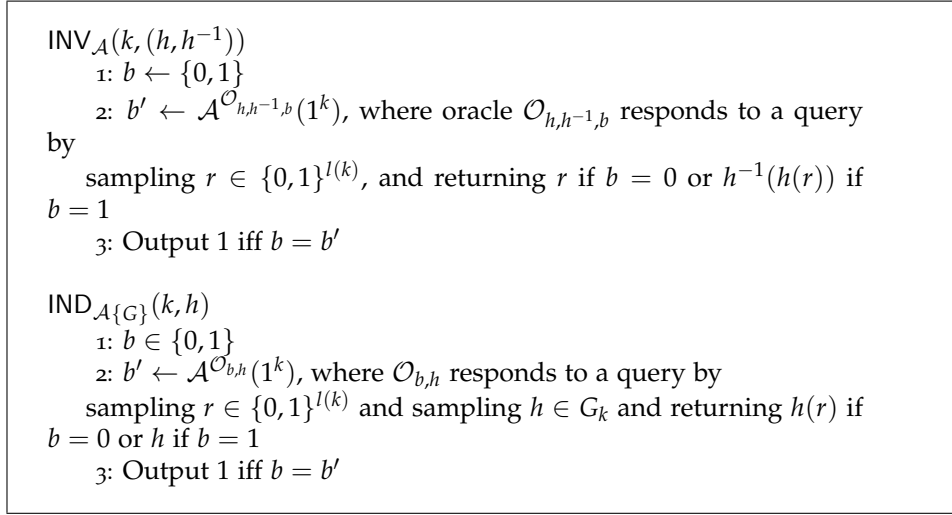 INV_𝒜(k, (h, h⁻¹))
1: b ← {0, 1}
2: b′ ← 𝒜^{𝒪_{h,h⁻¹,b}}(1ᵏ), where oracle 𝒪_{h,h⁻¹,b} responds to a query
by
sampling r ∈ {0, 1}^{l(k)}, and returning r if b = 0 or h⁻¹(h(r)) if
b = 1
3: Output 1 iff b = b′
IND_{𝒜{G}}(k, h)
1: b ∈ {0, 1}
2: b′ ← 𝒜^{𝒪_{b,h}}(1ᵏ), where 𝒪_{b,h} responds to a query by
sampling r ∈ {0, 1}^{l(k)} and sampling h ∈ G_k and returning h(r) if
b = 0 or h if b = 1
3: Output 1 iff b = b′